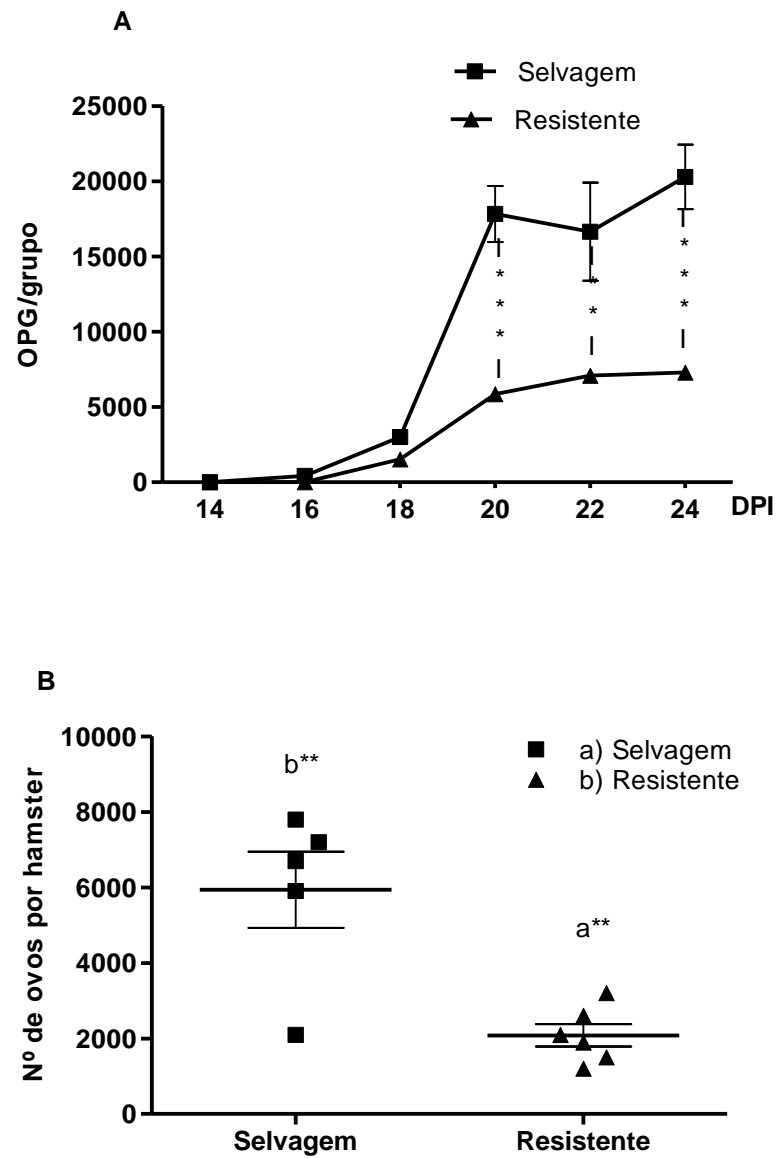 A
Selvagem
Resistente
OPG/grupo
25000
20000
15000
10000
5000
0
14 16 18 20 22 24 DPI
* * *
* *
* * *
B
Nº de ovos por hamster
10000
8000
6000
4000
2000
0
b**
a**
a) Selvagem
b) Resistente
Selvagem Resistente